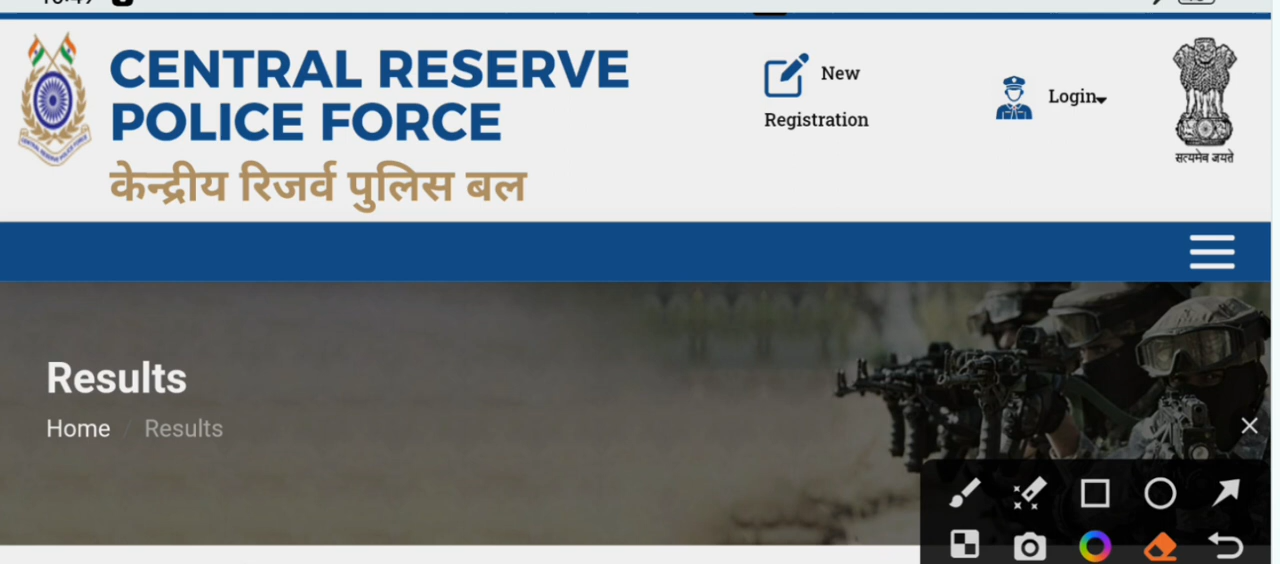 CENTRAL RESERVE
POLICE FORCE
केन्द्रीय रिजर्व पुलिस बल
New
Registration
Login
सत्यमेव जयते
Results
Home / Results